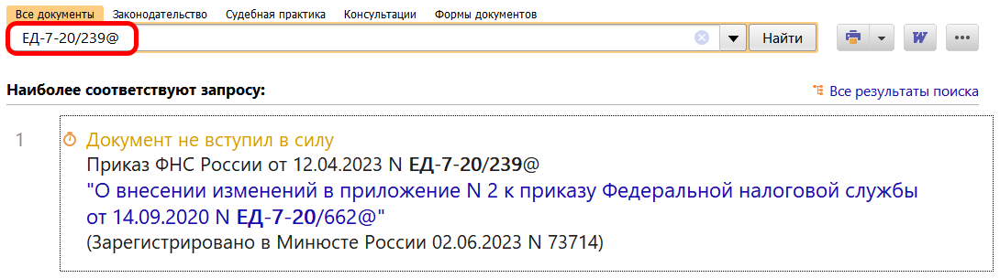 Все документы Законодательство Судебная практика Консультации Формы документов
ЕД-7-20/239@ Найти W
Наиболее соответствуют запросу: Все результаты поиска
1 Документ не вступил в силу
Приказ ФНС России от 12.04.2023 N ЕД-7-20/239@
"О внесении изменений в приложение N 2 к приказу Федеральной налоговой службы
от 14.09.2020 N ЕД-7-20/662@"
(Зарегистрировано в Минюсте России 02.06.2023 N 73714)